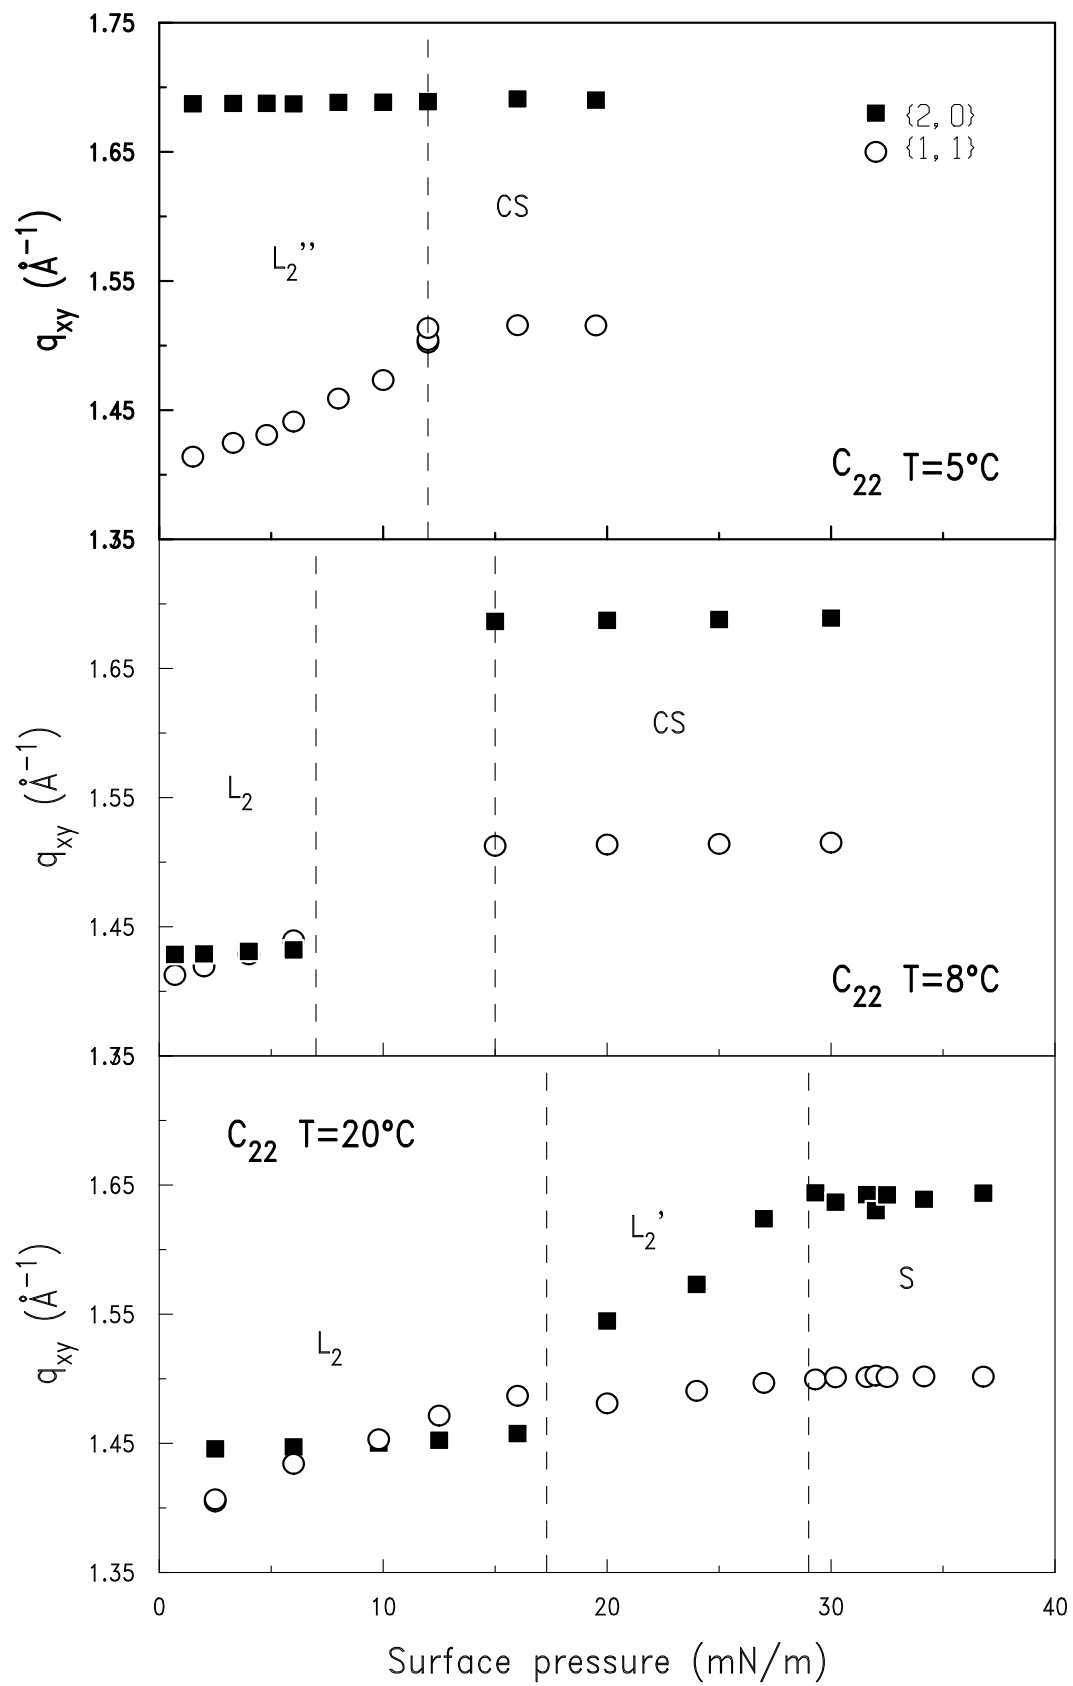 1.75
{2,0}
{1,1}
1.65
CS
L2''
1.55
qxy (Å−1)
1.45
C22 T=5°C
1.35
1.65
CS
L2
1.55
qxy (Å−1)
1.45
C22 T=8°C
1.35
C22 T=20°C
1.65
L2'
S
1.55
L2
qxy (Å−1)
1.45
1.35
0 10 20 30 40
Surface pressure (mN/m)